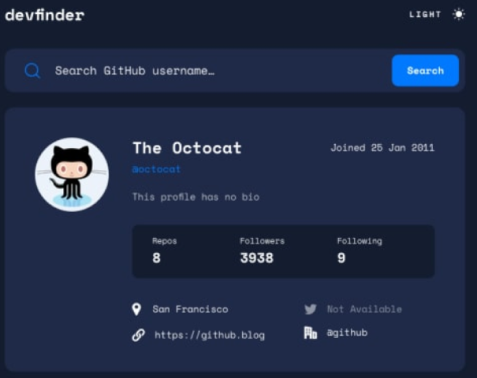 devfinder LIGHT
Search GitHub username… Search
The Octocat Joined 25 Jan 2011
@octocat
This profile has no bio
Repos Followers Following
8 3938 9
San Francisco Not Available
https://github.blog @github